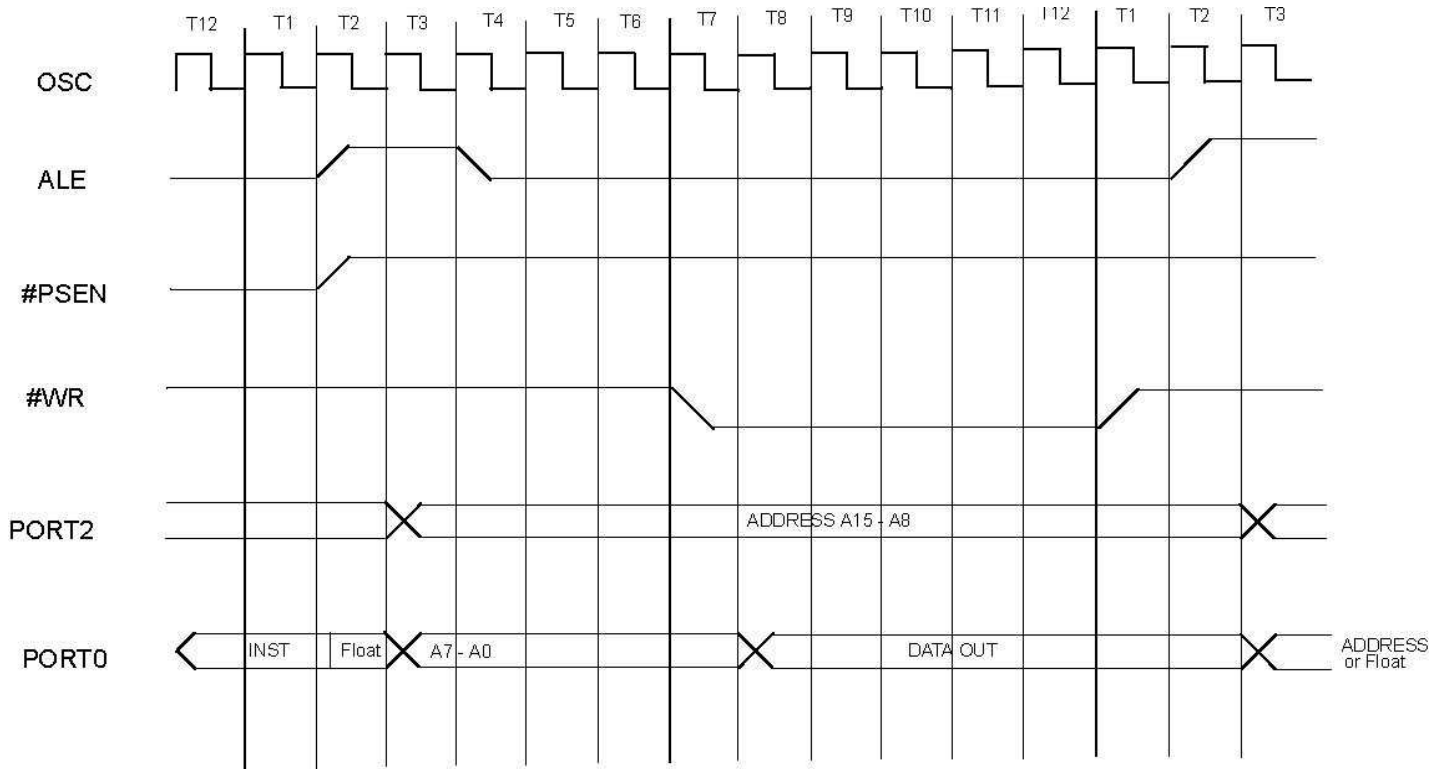 T12 T1 T2 T3 T4 T5 T6 T7 T8 T9 T10 T11 T12 T1 T2 T3
OSC
ALE
#PSEN
#WR
PORT2 ADDRESS A15 - A8
PORT0 INST Float A7 - A0 DATA OUT ADDRESS
or Float